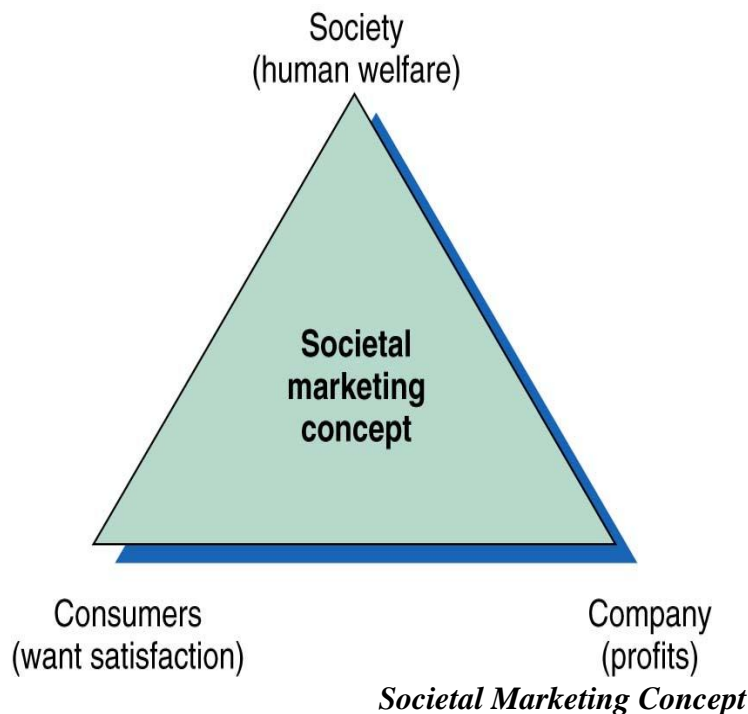 Society
(human welfare)
Societal
marketing
concept
Consumers
(want satisfaction)
Company
(profits)
Societal Marketing Concept